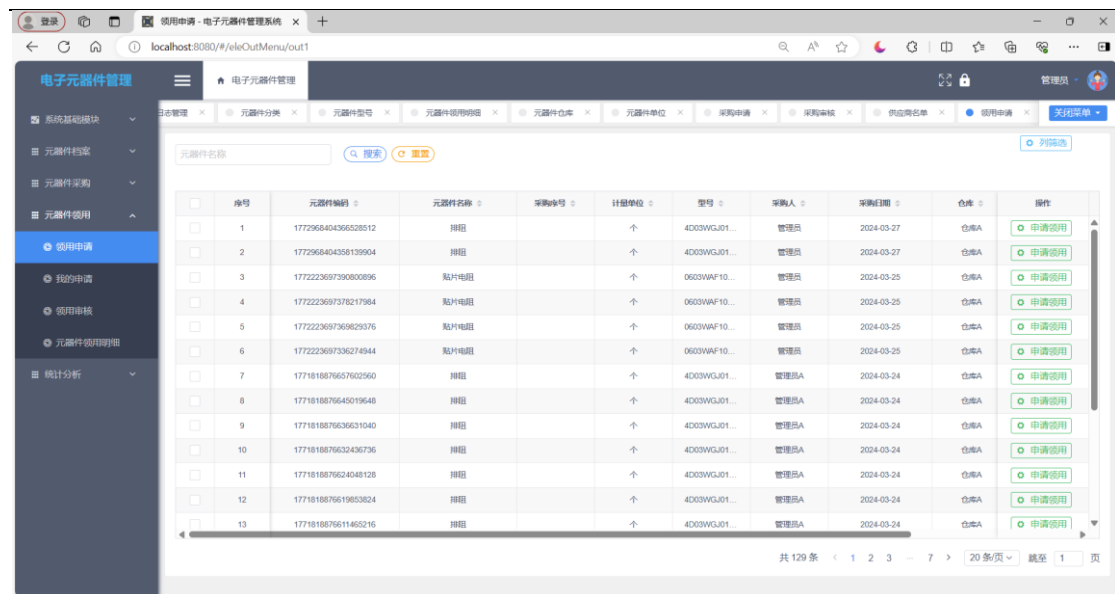 登录 领用申请 - 电子元器件管理系统
localhost:8080/#/eleOutMenu/out1
电子元器件管理 电子元器件管理 管理员
日志管理 元器件分类 元器件型号 元器件领用明细 元器件仓库 元器件单位 采购申请 采购审核 供应商名单 领用申请 关闭菜单
系统基础模块
元器件档案
元器件采购
元器件领用
领用申请
我的申请
领用审核
元器件领用明细
统计分析
元器件名称 搜索 重置 列筛选
序号 元器件编码 元器件名称 采购序号 计量单位 型号 采购人 采购日期 仓库 操作
1 1772968404366528512 排阻 个 4D03WGJ01... 管理员 2024-03-27 仓库A 申请领用
2 1772968404358139904 排阻 个 4D03WGJ01... 管理员 2024-03-27 仓库A 申请领用
3 1772223697390800896 贴片电阻 个 0603WAF10... 管理员 2024-03-25 仓库A 申请领用
4 1772223697378217984 贴片电阻 个 0603WAF10... 管理员 2024-03-25 仓库A 申请领用
5 1772223697369829376 贴片电阻 个 0603WAF10... 管理员 2024-03-25 仓库A 申请领用
6 1772223697336274944 贴片电阻 个 0603WAF10... 管理员 2024-03-25 仓库A 申请领用
7 1771818876657602560 排阻 个 4D03WGJ01... 管理员A 2024-03-24 仓库A 申请领用
8 1771818876645019648 排阻 个 4D03WGJ01... 管理员A 2024-03-24 仓库A 申请领用
9 1771818876636631040 排阻 个 4D03WGJ01... 管理员A 2024-03-24 仓库A 申请领用
10 1771818876632436736 排阻 个 4D03WGJ01... 管理员A 2024-03-24 仓库A 申请领用
11 1771818876624048128 排阻 个 4D03WGJ01... 管理员A 2024-03-24 仓库A 申请领用
12 1771818876619853824 排阻 个 4D03WGJ01... 管理员A 2024-03-24 仓库A 申请领用
13 1771818876611465216 排阻 个 4D03WGJ01... 管理员A 2024-03-24 仓库A 申请领用
共 129 条 1 2 3 ... 7 20 条/页 跳至 1 页